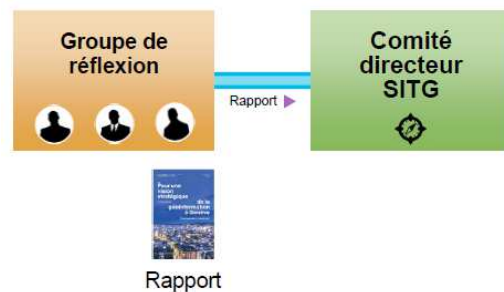 Groupe de
réflexion
Comité
directeur
SITG
Rapport
Pour une
vision
stratégique
de la
géoinformation
à Genève
Rapport